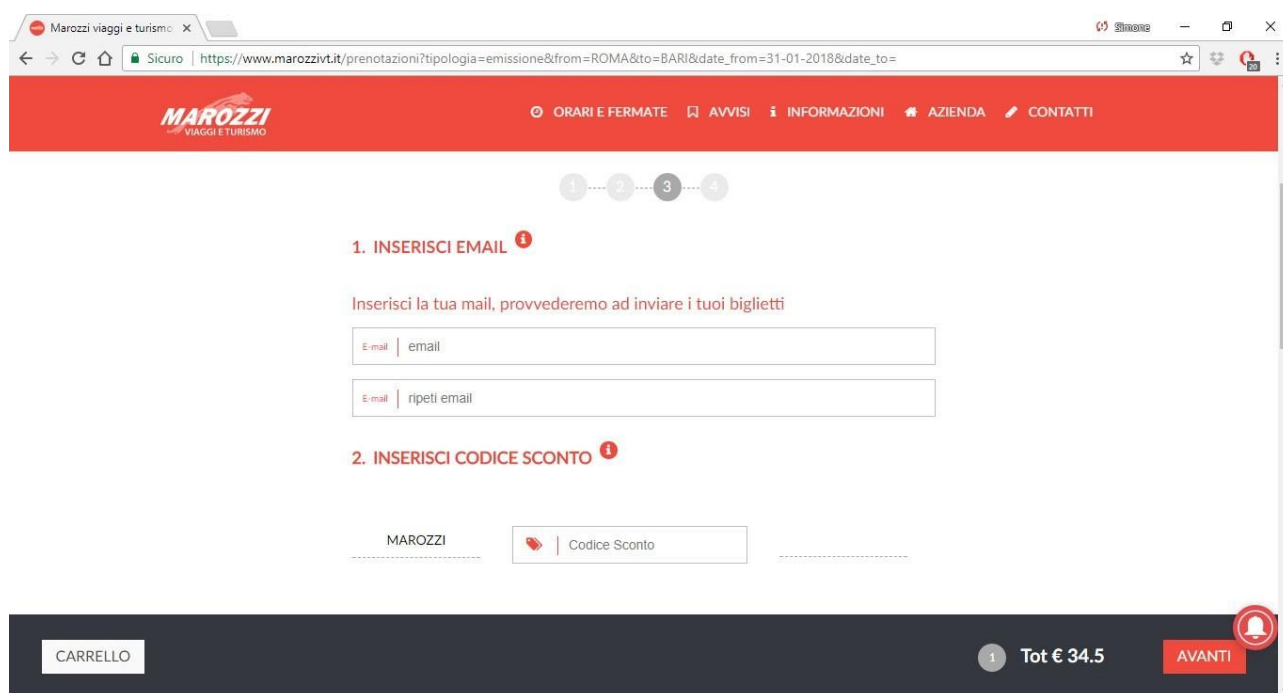 Marozzi viaggi e turismo
Simone
Sicuro | https://www.marozzivt.it/prenotazioni?tipologia=emissione&from=ROMA&to=BARI&date_from=31-01-2018&date_to=
20
MAROZZI
VIAGGI E TURISMO
ORARI E FERMATE AVVISI INFORMAZIONI AZIENDA CONTATTI
1 2 3 4
1. INSERISCI EMAIL
Inserisci la tua mail, provvederemo ad inviare i tuoi biglietti
E-mail email
E-mail ripeti email
2. INSERISCI CODICE SCONTO
MAROZZI Codice Sconto
CARRELLO 1 Tot € 34.5 AVANTI